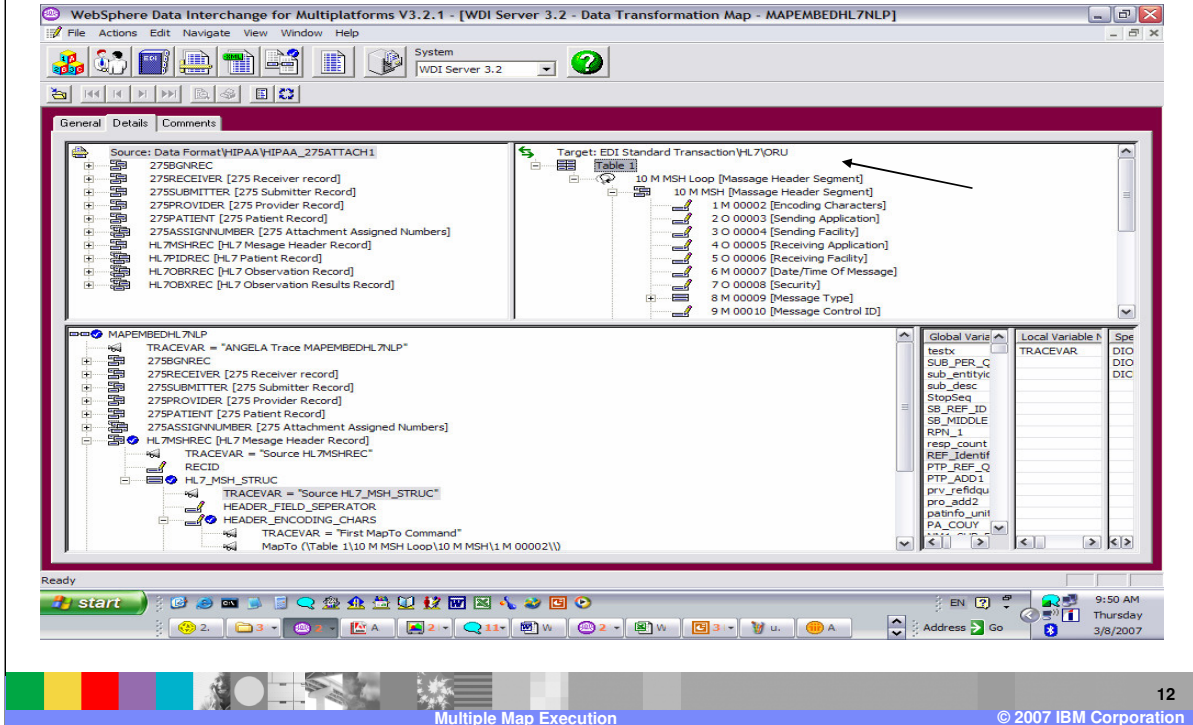 WebSphere Data Interchange for Multiplatforms V3.2.1 - [WDI Server 3.2 - Data Transformation Map - MAPEMBEDHL7NLP]
File Actions Edit Navigate View Window Help
System
WDI Server 3.2
General Details Comments
Source: Data Format\HIPAA\HIPAA_275ATTACH1
275BGNREC
275RECEIVER [275 Receiver record]
275SUBMITTER [275 Submitter Record]
275PROVIDER [275 Provider Record]
275PATIENT [275 Patient Record]
275ASSIGNNUMBER [275 Attachment Assigned Numbers]
HL7MSHREC [HL7 Mesage Header Record]
HL7PIDREC [HL7 Patient Record]
HL7OBRREC [HL7 Observation Record]
HL7OBXREC [HL7 Observation Results Record]
Target: EDI Standard Transaction\HL7\ORU
Table 1
10 M MSH Loop [Massage Header Segment]
10 M MSH [Massage Header Segment]
1 M 00002 [Encoding Characters]
2 O 00003 [Sending Application]
3 O 00004 [Sending Facility]
4 O 00005 [Receiving Application]
5 O 00006 [Receiving Facility]
6 M 00007 [Date/Time Of Message]
7 O 00008 [Security]
8 M 00009 [Message Type]
9 M 00010 [Message Control ID]
MAPEMBEDHL7NLP
TRACEVAR = "ANGELA Trace MAPEMBEDHL7NLP"
275BGNREC
275RECEIVER [275 Receiver record]
275SUBMITTER [275 Submitter Record]
275PROVIDER [275 Provider Record]
275PATIENT [275 Patient Record]
275ASSIGNNUMBER [275 Attachment Assigned Numbers]
HL7MSHREC [HL7 Mesage Header Record]
TRACEVAR = "Source HL7MSHREC"
RECID
HL7_MSH_STRUC
TRACEVAR = "Source HL7_MSH_STRUC"
HEADER_FIELD_SEPERATOR
HEADER_ENCODING_CHARS
TRACEVAR = "First MapTo Command"
MapTo (\Table 1\10 M MSH Loop\10 M MSH\1 M 00002\\)
Global Varia
testx
SUB_PER_Q
sub_entityic
sub_desc
StopSeq
SB_REF_ID
SB_MIDDLE
RPN_1
resp_count
REF_Identif
PTP_REF_Q
PTP_ADD1
prv_refidqu
pro_add2
patinfo_unit
PA_COUY
Local Variable N
TRACEVAR
Spe
DIO
DIO
DIC
Ready
start
EN
9:50 AM
2. 3 2 A 2 11 W 2 W 3 u. A
Address Go
Thursday
3/8/2007
12
Multiple Map Execution
© 2007 IBM Corporation